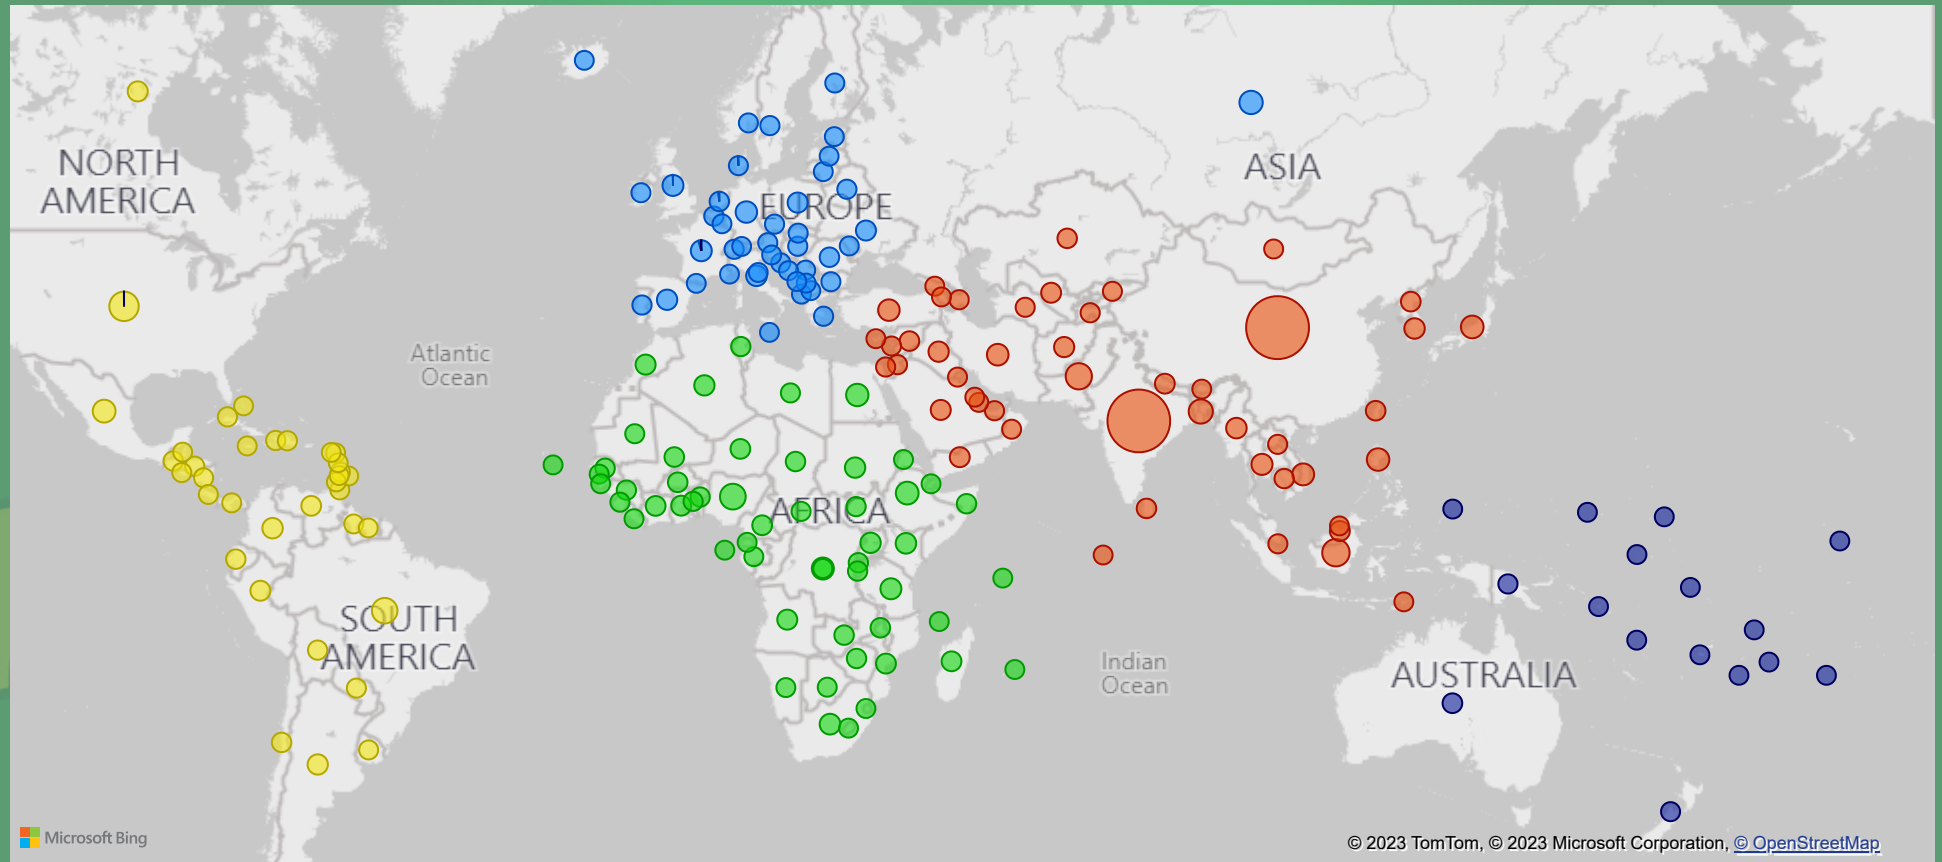 NORTH
AMERICA
ASIA
EUROPE
Atlantic
Ocean
AFRICA
SOUTH
AMERICA
Indian
Ocean
AUSTRALIA
Microsoft Bing
© 2023 TomTom, © 2023 Microsoft Corporation, © OpenStreetMap